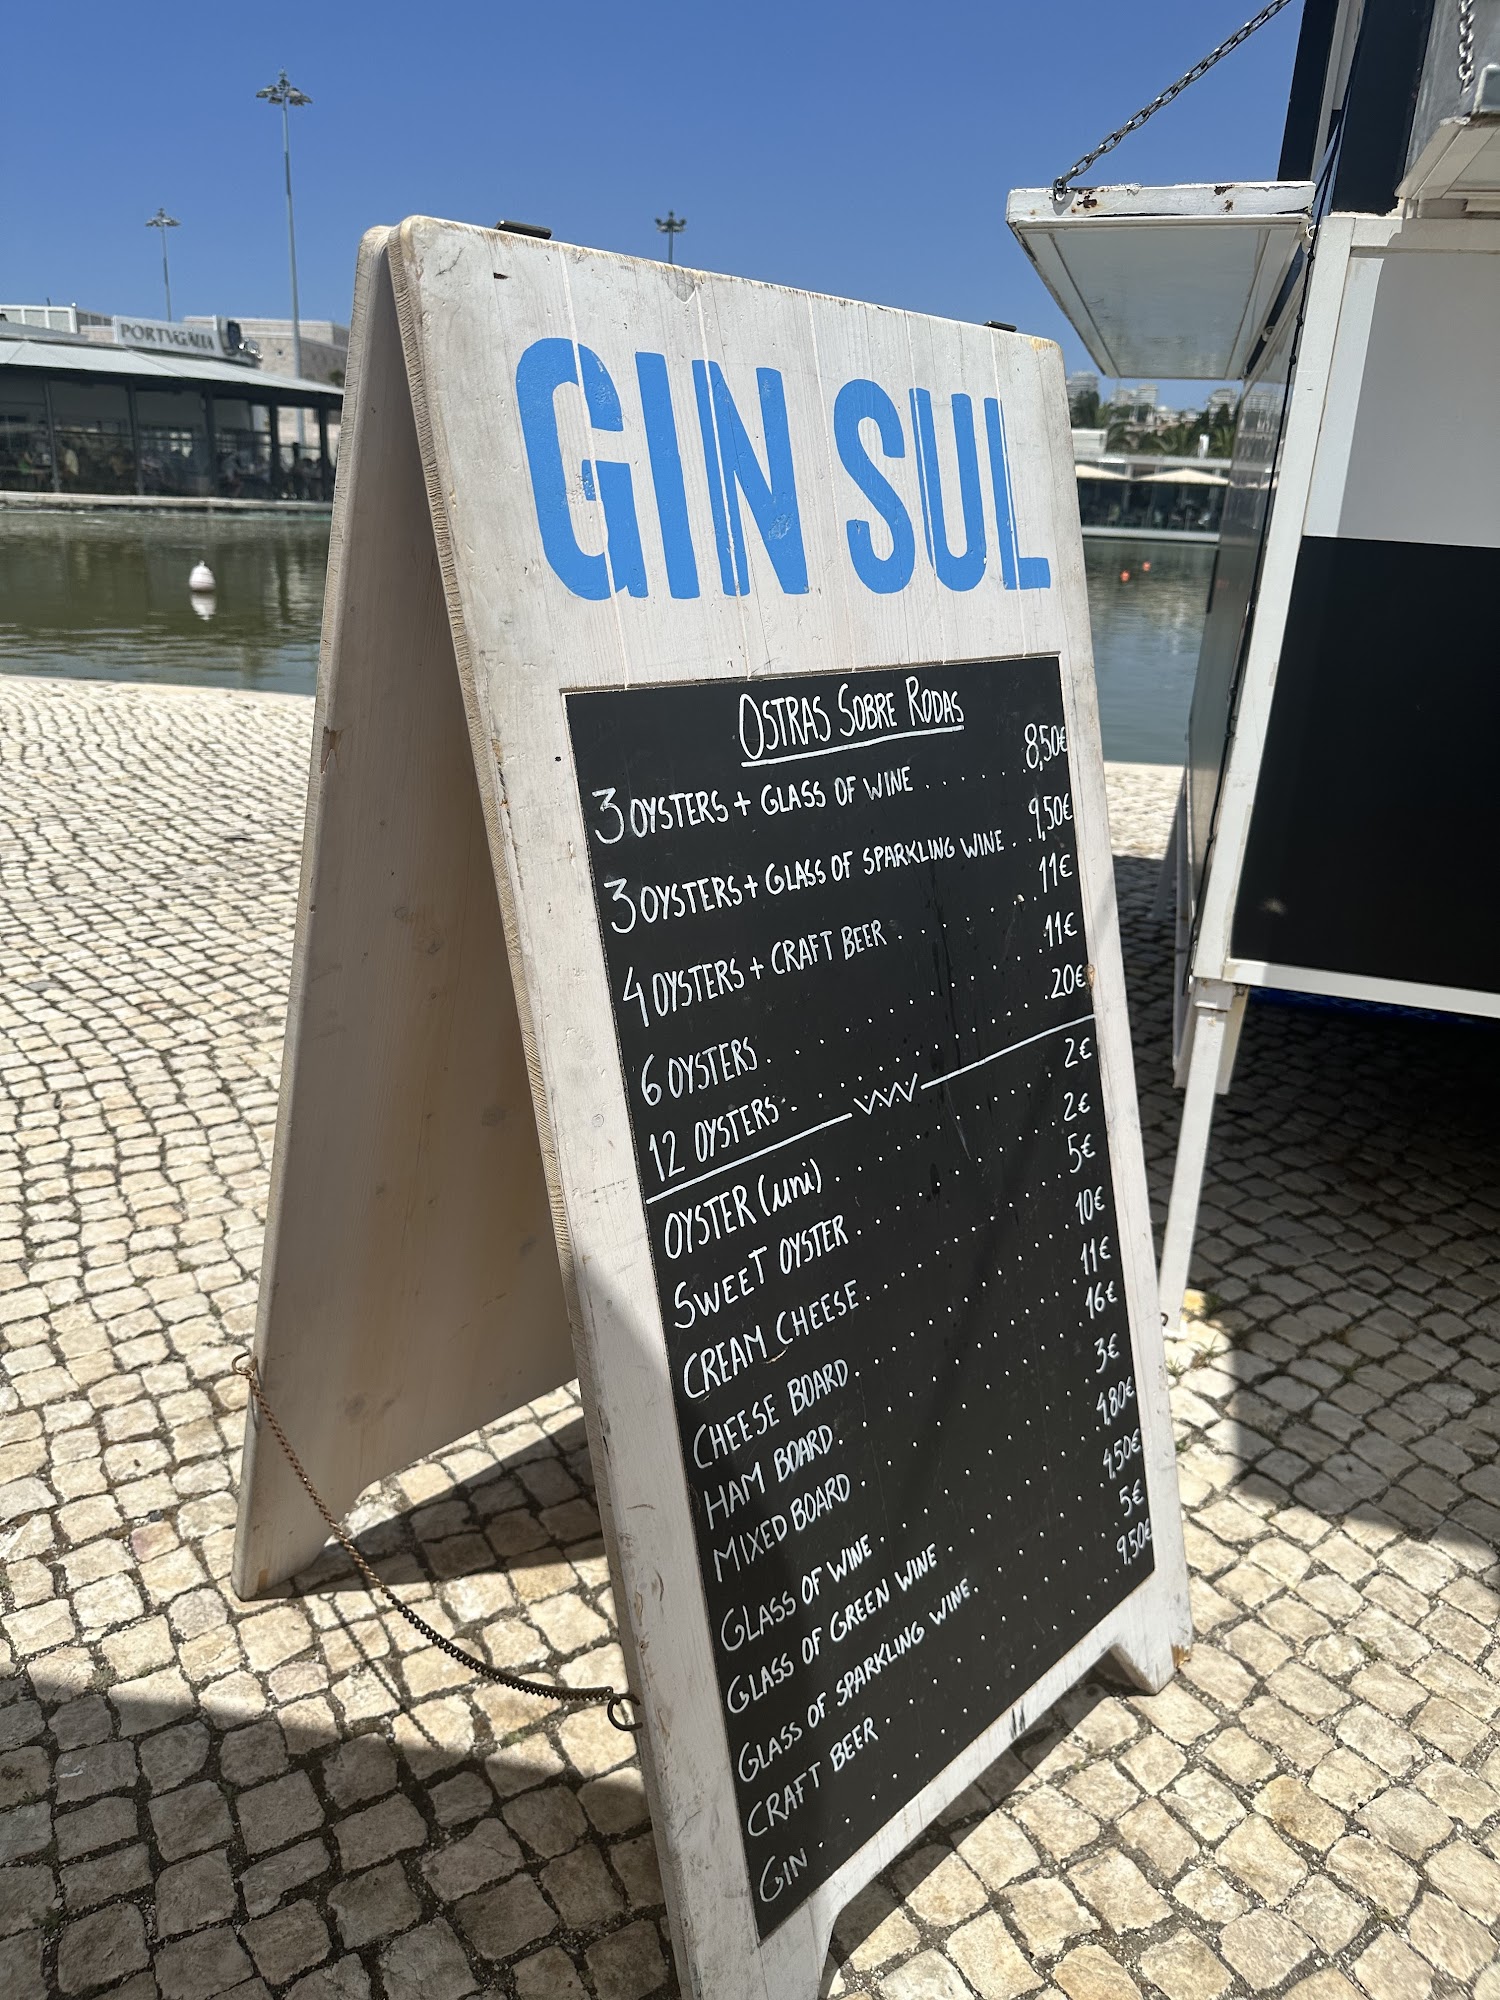 PORTVGALIA
GIN SUL
OSTRAS SOBRE RODAS
3 OYSTERS + GLASS OF WINE . . . . . . 8,50€
3 OYSTERS + GLASS OF SPARKLING WINE . . 9,50€
4 OYSTERS + CRAFT BEER . . . . . . . 11€
6 OYSTERS . . . . . . . . . . . . 11€
12 OYSTERS . . . . . . . . . . . 20€
OYSTER (uni) . . . . . . . . . . . 2€
SWEET OYSTER . . . . . . . . . . . 2€
CREAM CHEESE . . . . . . . . . . . 5€
CHEESE BOARD . . . . . . . . . . . 10€
HAM BOARD . . . . . . . . . . . 11€
MIXED BOARD . . . . . . . . . . . 16€
GLASS OF WINE . . . . . . . . . . 3€
GLASS OF GREEN WINE . . . . . . . . 4,80€
GLASS OF SPARKLING WINE . . . . . . . 4,50€
CRAFT BEER . . . . . . . . . . . 5€
GIN . . . . . . . . . . . . . 9,50€